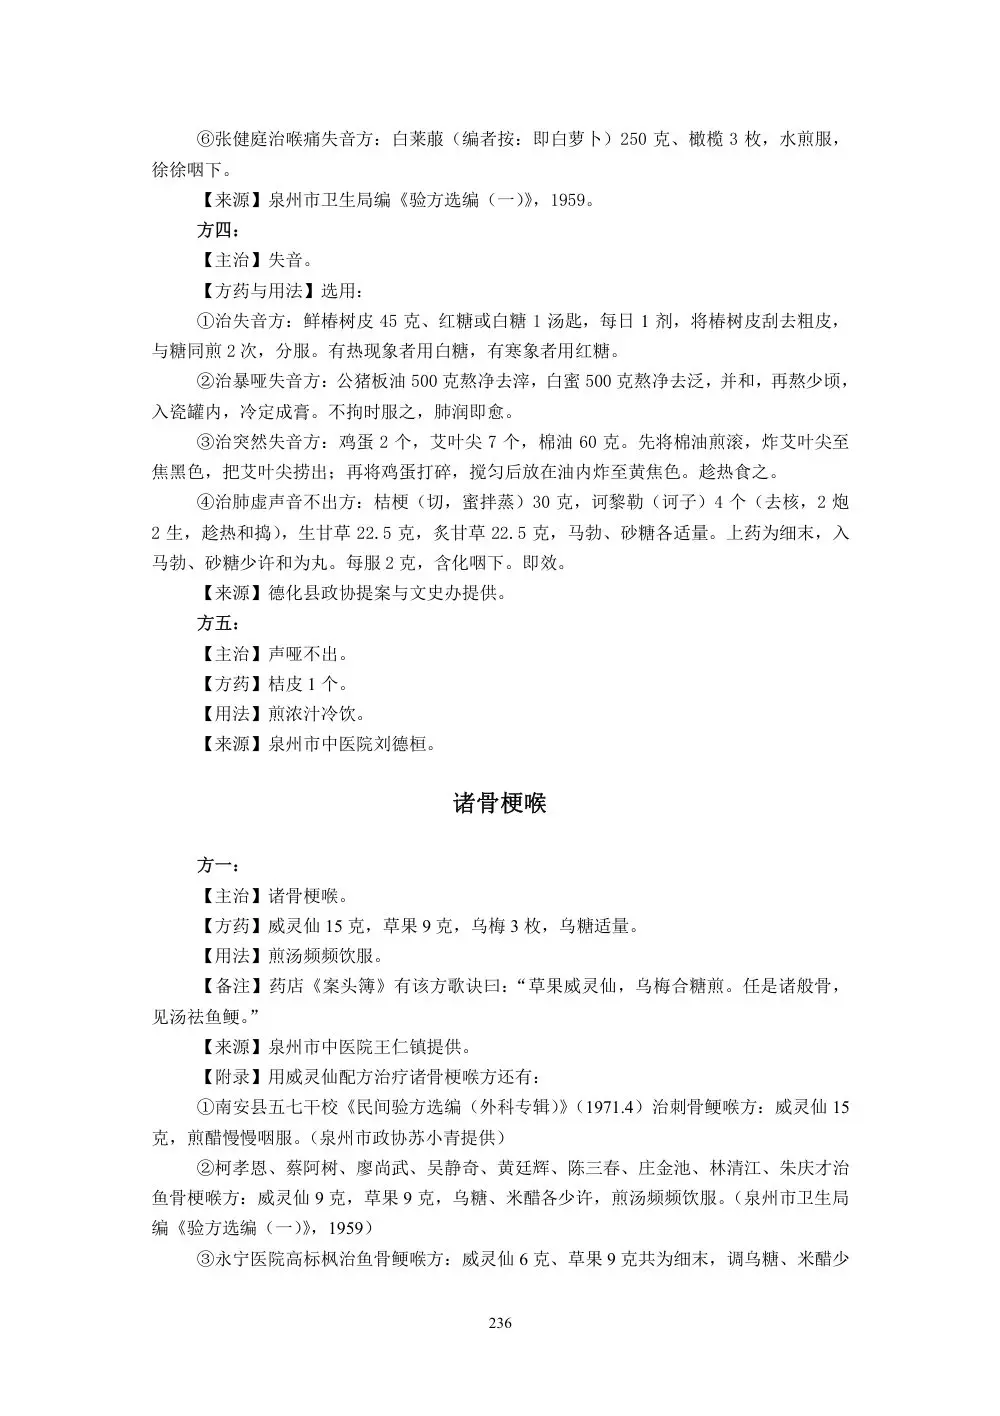 ⑥张健庭治喉痛失音方：白莱菔（编者按：即白萝卜）250 克、橄榄 3 枚，水煎服，
徐徐咽下。
【来源】泉州市卫生局编《验方选编（一）》，1959。
方四：
【主治】失音。
【方药与用法】选用：
①治失音方：鲜椿树皮 45 克、红糖或白糖 1 汤匙，每日 1 剂，将椿树皮刮去粗皮，
与糖同煎 2 次，分服。有热现象者用白糖，有寒象者用红糖。
②治暴哑失音方：公猪板油 500 克熬净去滓，白蜜 500 克熬净去泛，并和，再熬少顷，
入瓷罐内，冷定成膏。不拘时服之，肺润即愈。
③治突然失音方：鸡蛋 2 个，艾叶尖 7 个，棉油 60 克。先将棉油煎滚，炸艾叶尖至
焦黑色，把艾叶尖捞出；再将鸡蛋打碎，搅匀后放在油内炸至黄焦色。趁热食之。
④治肺虚声音不出方：桔梗（切，蜜拌蒸）30 克，诃黎勒（诃子）4 个（去核，2 炮
2 生，趁热和捣），生甘草 22.5 克，炙甘草 22.5 克，马勃、砂糖各适量。上药为细末，入
马勃、砂糖少许和为丸。每服 2 克，含化咽下。即效。
【来源】德化县政协提案与文史办提供。
方五：
【主治】声哑不出。
【方药】桔皮 1 个。
【用法】煎浓汁冷饮。
【来源】泉州市中医院刘德桓。
诸骨梗喉
方一：
【主治】诸骨梗喉。
【方药】威灵仙 15 克，草果 9 克，乌梅 3 枚，乌糖适量。
【用法】煎汤频频饮服。
【备注】药店《案头簿》有该方歌诀曰：“草果威灵仙，乌梅合糖煎。任是诸般骨，
见汤祛鱼鲠。”
【来源】泉州市中医院王仁镇提供。
【附录】用威灵仙配方治疗诸骨梗喉方还有：
①南安县五七干校《民间验方选编（外科专辑）》（1971.4）治刺骨鲠喉方：威灵仙 15
克，煎醋慢慢咽服。（泉州市政协苏小青提供）
②柯孝恩、蔡阿树、廖尚武、吴静奇、黄廷辉、陈三春、庄金池、林清江、朱庆才治
鱼骨梗喉方：威灵仙 9 克，草果 9 克，乌糖、米醋各少许，煎汤频频饮服。（泉州市卫生局
编《验方选编（一）》，1959）
③永宁医院高标枫治鱼骨鲠喉方：威灵仙 6 克、草果 9 克共为细末，调乌糖、米醋少
236